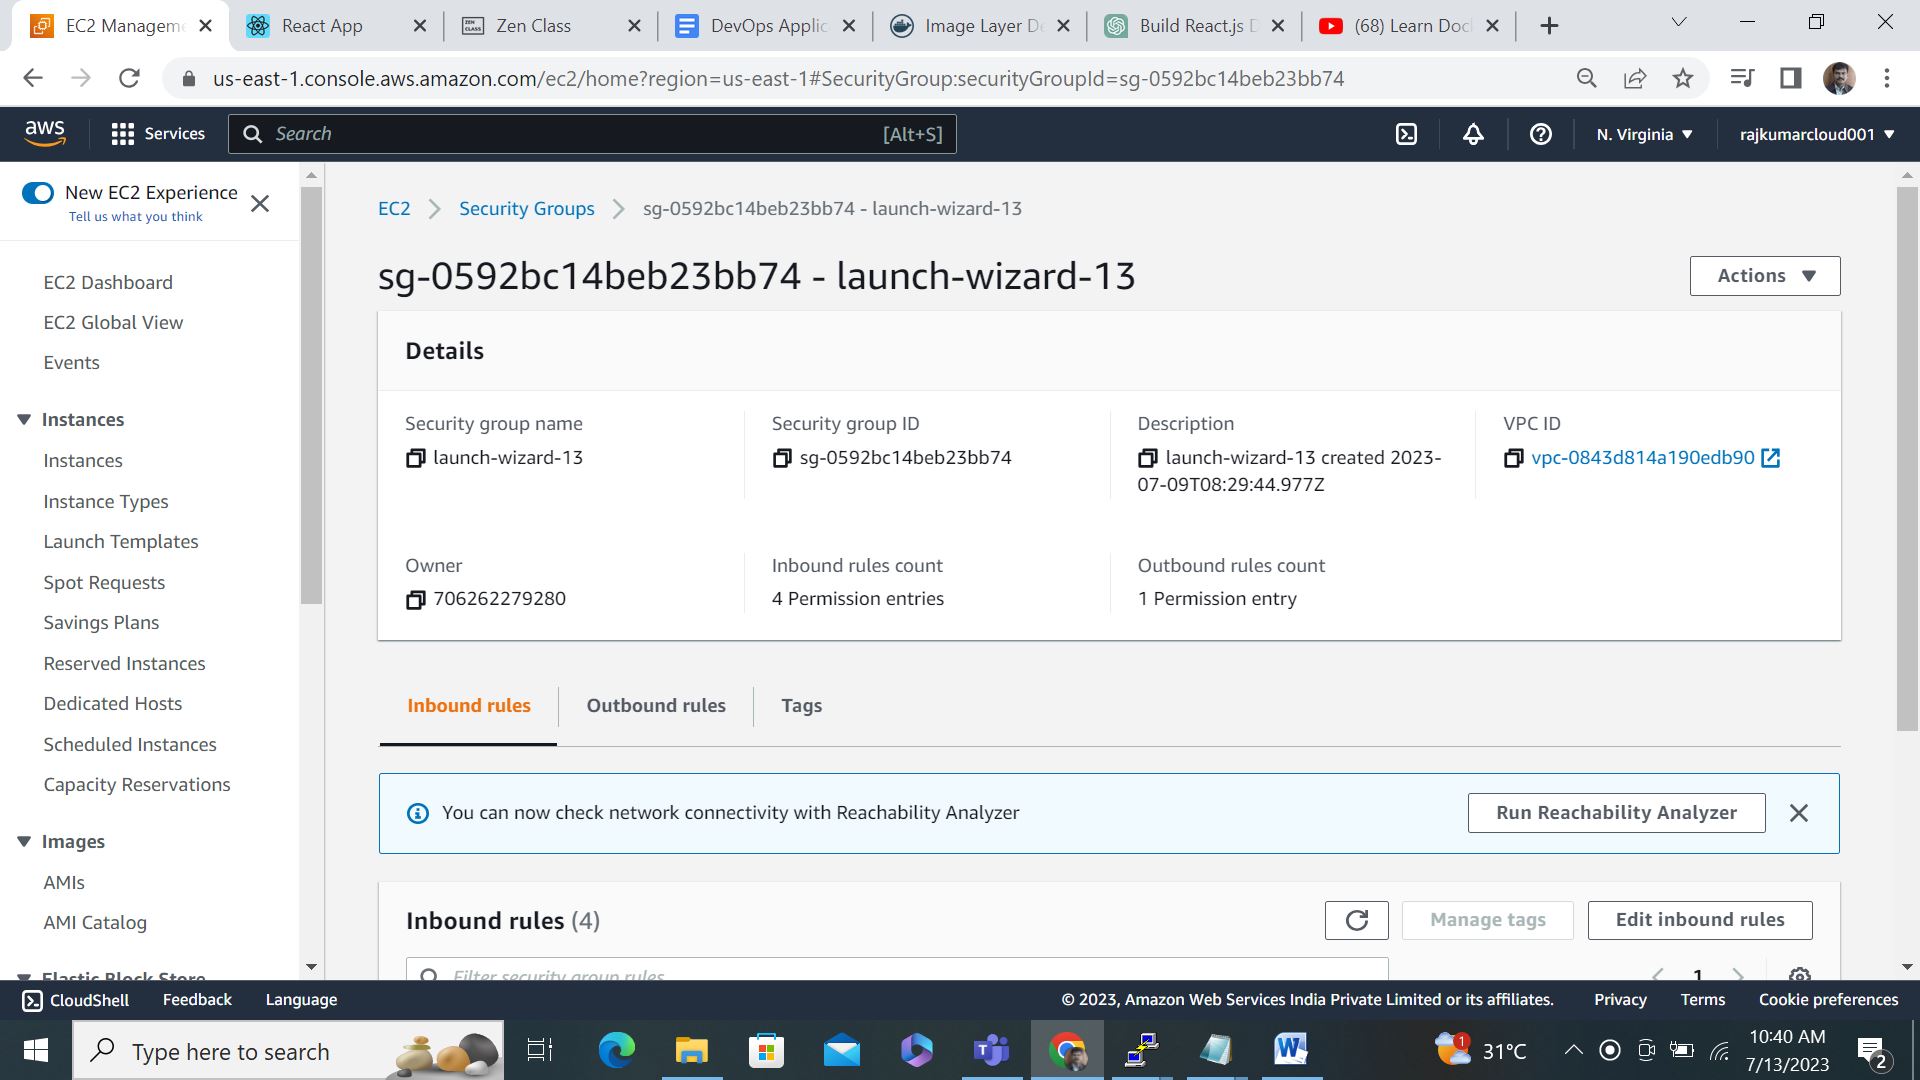 EC2 Manageme
React App
Zen Class
DevOps Applic
Image Layer De
Build React.js D
(68) Learn Doc
us-east-1.console.aws.amazon.com/ec2/home?region=us-east-1#SecurityGroup:securityGroupId=sg-0592bc14beb23bb74
aws
Services
Search
[Alt+S]
N. Virginia
rajkumarcloud001
New EC2 Experience
Tell us what you think
EC2 Dashboard
EC2 Global View
Events
Instances
Instances
Instance Types
Launch Templates
Spot Requests
Savings Plans
Reserved Instances
Dedicated Hosts
Scheduled Instances
Capacity Reservations
Images
AMIs
AMI Catalog
Elastic Block Store
EC2 > Security Groups > sg-0592bc14beb23bb74 - launch-wizard-13
sg-0592bc14beb23bb74 - launch-wizard-13
Actions
Details
Security group name
launch-wizard-13
Security group ID
sg-0592bc14beb23bb74
Description
launch-wizard-13 created 2023-
07-09T08:29:44.977Z
VPC ID
vpc-0843d814a190edb90
Owner
706262279280
Inbound rules count
4 Permission entries
Outbound rules count
1 Permission entry
Inbound rules
Outbound rules
Tags
You can now check network connectivity with Reachability Analyzer
Run Reachability Analyzer
Inbound rules (4)
Manage tags
Edit inbound rules
Filter security group rules
1
CloudShell
Feedback
Language
© 2023, Amazon Web Services India Private Limited or its affiliates.
Privacy
Terms
Cookie preferences
Type here to search
1
31°C
10:40 AM
7/13/2023
2